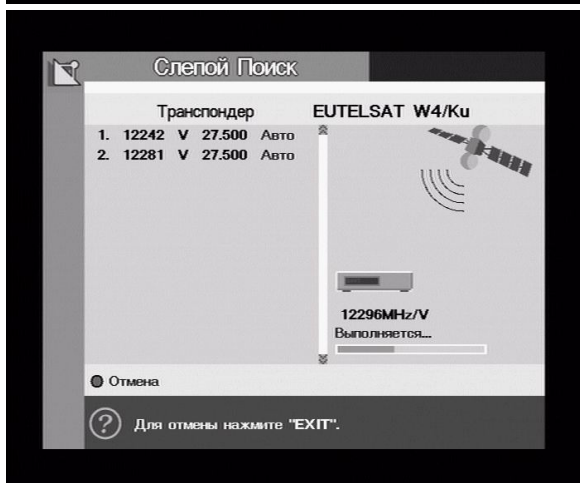 Слепой Поиск
Транспондер
EUTELSAT W4/Ku
1. 12242 V 27.500 Авто
2. 12281 V 27.500 Авто
12296MHz/V
Выполняется...
Отмена
? Для отмены нажмите "EXIT".